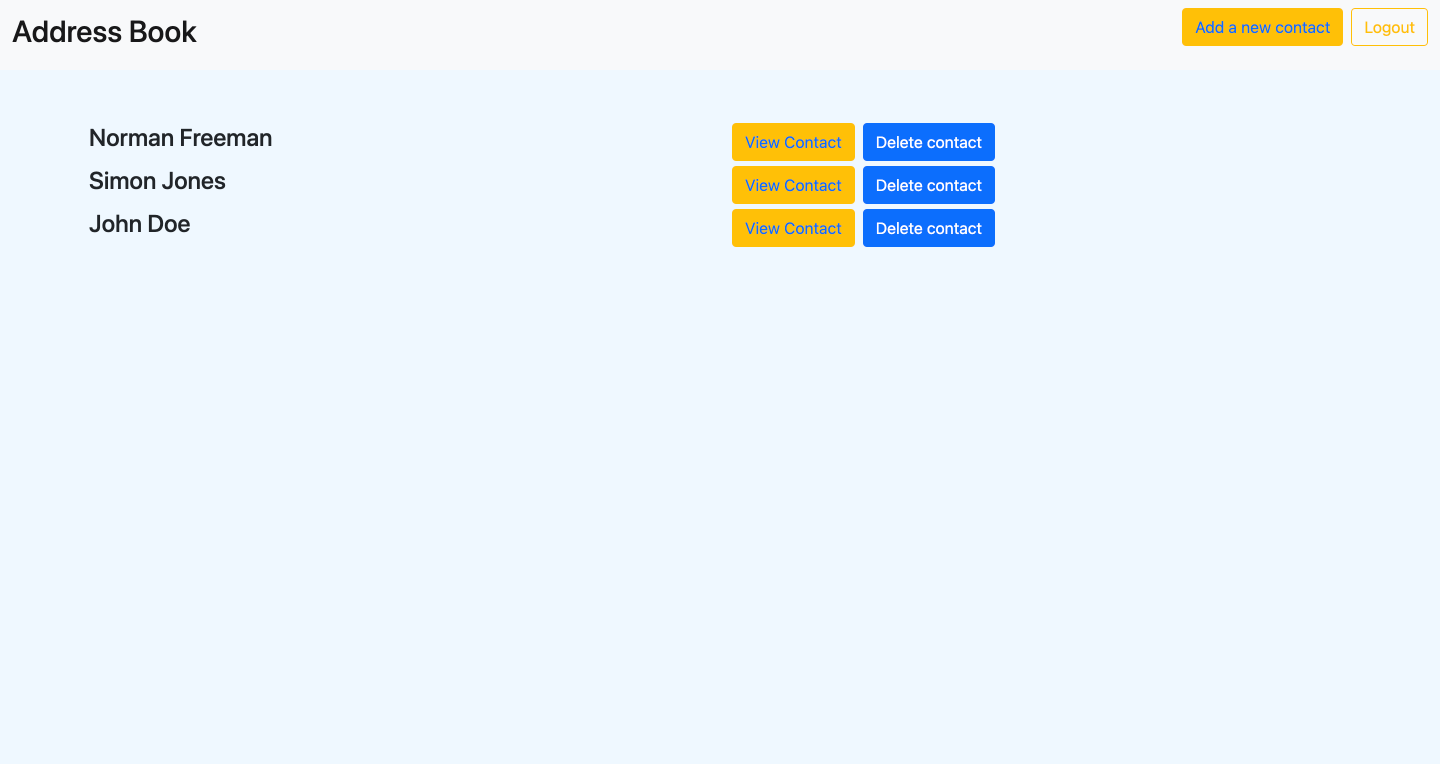 Address Book
Add a new contact Logout
Norman Freeman View Contact Delete contact
Simon Jones View Contact Delete contact
John Doe View Contact Delete contact